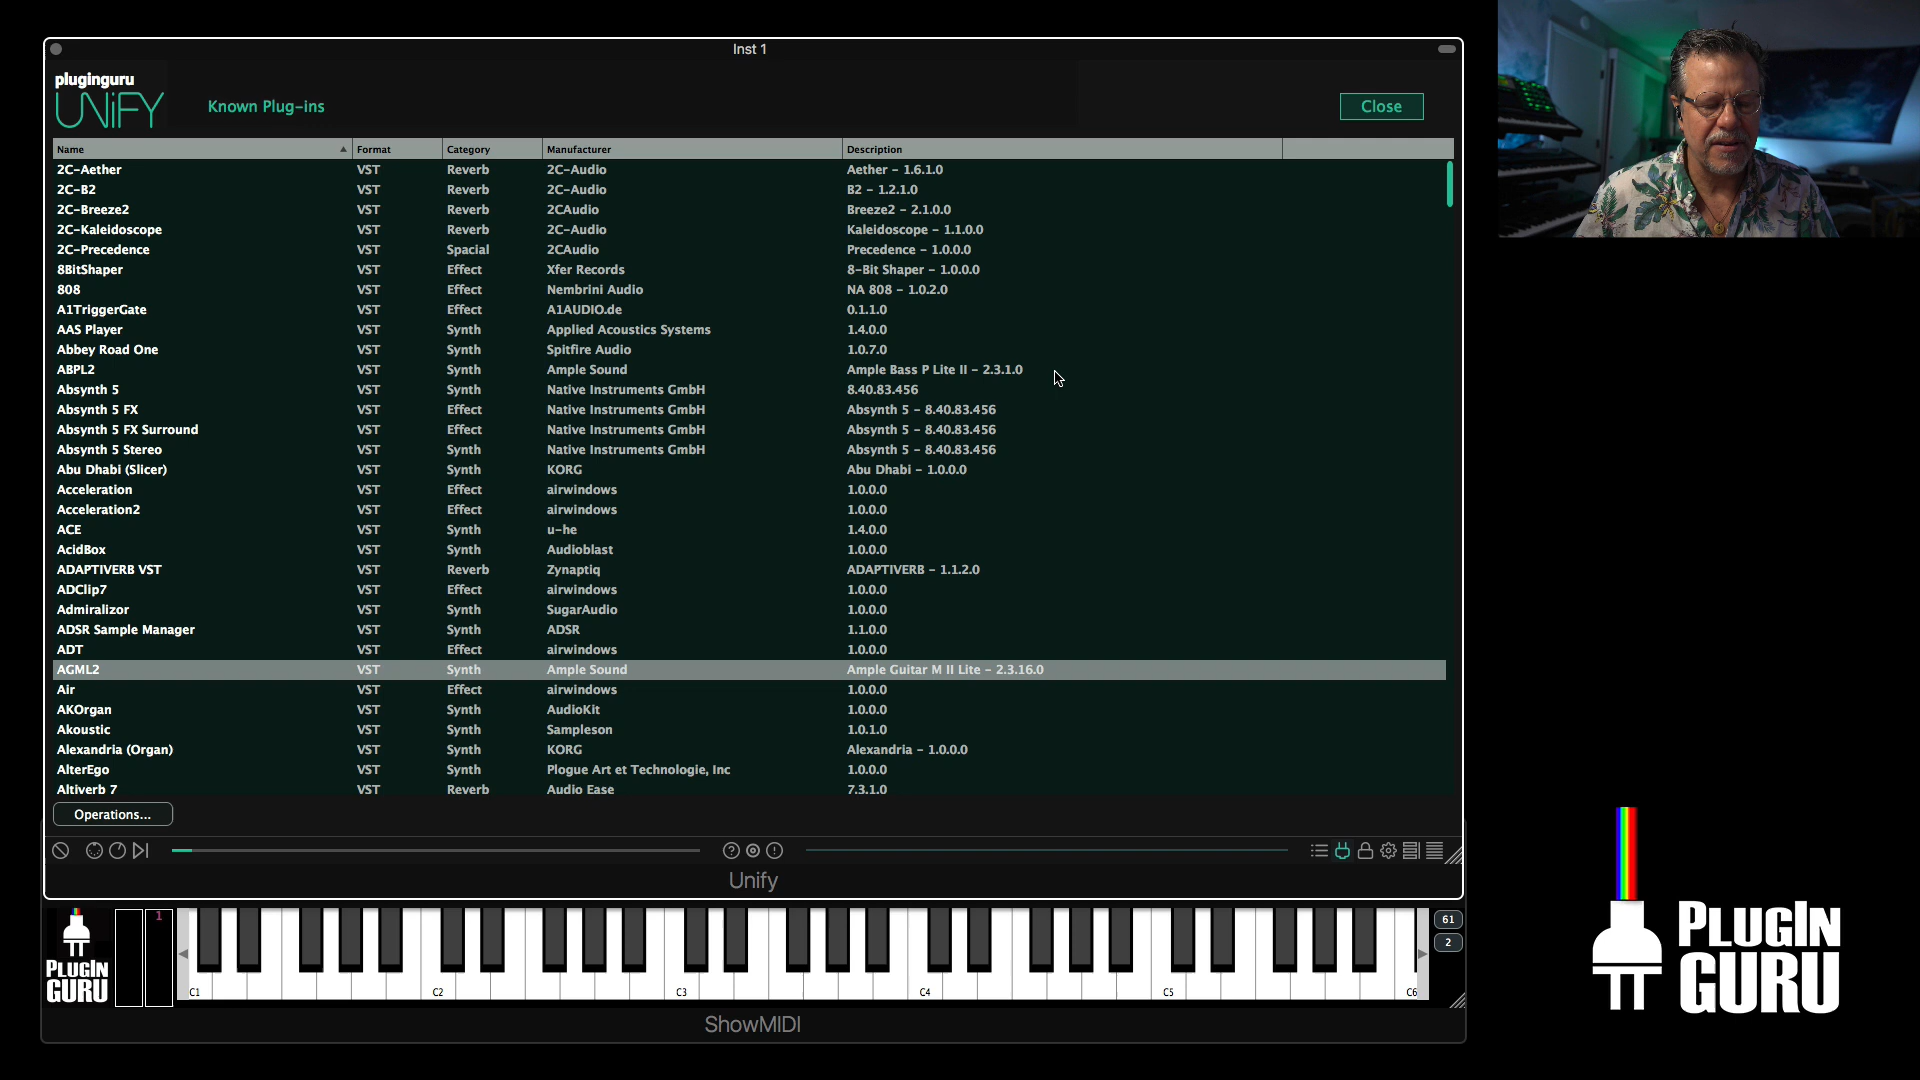 Inst 1
pluginguru
UNIFY
Known Plug-ins
Close
Name Format Category Manufacturer Description
2C-Aether VST Reverb 2C-Audio Aether - 1.6.1.0
2C-B2 VST Reverb 2C-Audio B2 - 1.2.1.0
2C-Breeze2 VST Reverb 2CAudio Breeze2 - 2.1.0.0
2C-Kaleidoscope VST Reverb 2C-Audio Kaleidoscope - 1.1.0.0
2C-Precedence VST Spacial 2CAudio Precedence - 1.0.0.0
8BitShaper VST Effect Xfer Records 8-Bit Shaper - 1.0.0.0
808 VST Effect Nembrini Audio NA 808 - 1.0.2.0
A1TriggerGate VST Effect A1AUDIO.de 0.1.1.0
AAS Player VST Synth Applied Acoustics Systems 1.4.0.0
Abbey Road One VST Synth Spitfire Audio 1.0.7.0
ABPL2 VST Synth Ample Sound Ample Bass P Lite II - 2.3.1.0
Absynth 5 VST Synth Native Instruments GmbH 8.40.83.456
Absynth 5 FX VST Effect Native Instruments GmbH Absynth 5 - 8.40.83.456
Absynth 5 FX Surround VST Effect Native Instruments GmbH Absynth 5 - 8.40.83.456
Absynth 5 Stereo VST Synth Native Instruments GmbH Absynth 5 - 8.40.83.456
Abu Dhabi (Slicer) VST Synth KORG Abu Dhabi - 1.0.0.0
Acceleration VST Effect airwindows 1.0.0.0
Acceleration2 VST Effect airwindows 1.0.0.0
ACE VST Synth u-he 1.4.0.0
AcidBox VST Synth Audioblast 1.0.0.0
ADAPTIVERB VST VST Reverb Zynaptiq ADAPTIVERB - 1.1.2.0
ADClip7 VST Effect airwindows 1.0.0.0
Admiralizor VST Synth SugarAudio 1.0.0.0
ADSR Sample Manager VST Synth ADSR 1.1.0.0
ADT VST Effect airwindows 1.0.0.0
AGML2 VST Synth Ample Sound Ample Guitar M II Lite - 2.3.16.0
Air VST Effect airwindows 1.0.0.0
AKOrgan VST Synth AudioKit 1.0.0.0
Akoustic VST Synth Sampleson 1.0.1.0
Alexandria (Organ) VST Synth KORG Alexandria - 1.0.0.0
AlterEgo VST Synth Plogue Art et Technologie, Inc 1.0.0.0
Altiverb 7 VST Reverb Audio Ease 7.3.1.0
Operations...
Unify
1
61
2
PLUGIN
GURU
C1 C2 C3 C4 C5 C6
ShowMIDI
PLUGIN
GURU